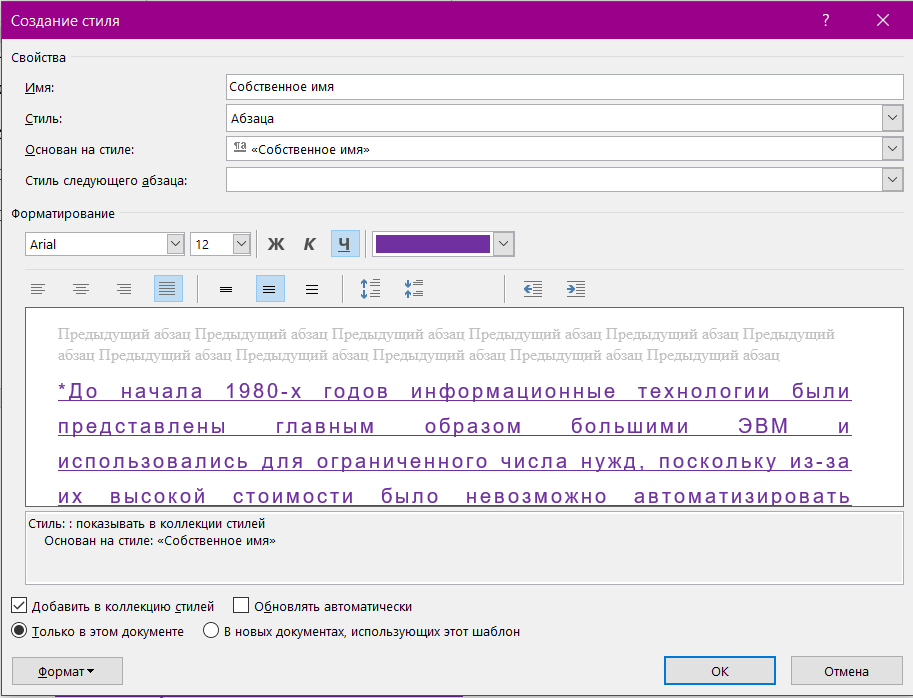 Создание стиля ?
Свойства
Имя: Собственное имя
Стиль: Абзаца
Основан на стиле: ¶a «Собственное имя»
Стиль следующего абзаца:
Форматирование
Arial 12 Ж К Ч
Предыдущий абзац Предыдущий абзац Предыдущий абзац Предыдущий абзац Предыдущий абзац Предыдущий
абзац Предыдущий абзац Предыдущий абзац Предыдущий абзац Предыдущий абзац Предыдущий абзац
*До начала 1980-х годов информационные технологии были
представлены главным образом большими ЭВМ и
использовались для ограниченного числа нужд, поскольку из-за
их высокой стоимости было невозможно автоматизировать
Стиль: : показывать в коллекции стилей
Основан на стиле: «Собственное имя»
Добавить в коллекцию стилей Обновлять автоматически
Только в этом документе В новых документах, использующих этот шаблон
Формат ОК Отмена